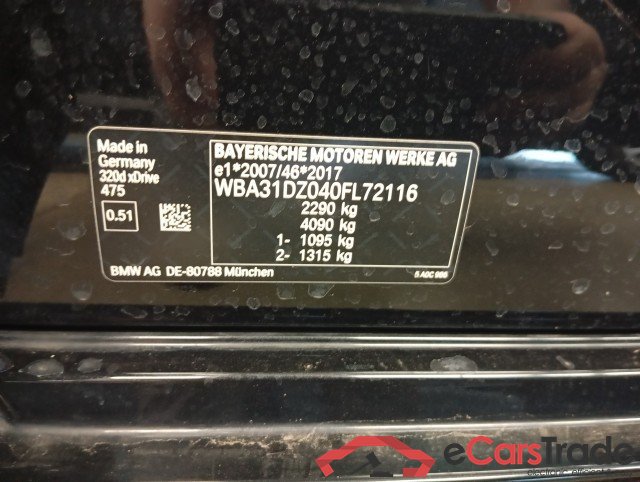 Made in
Germany
320d xDrive
475
0.51
BAYERISCHE MOTOREN WERKE AG
e1*2007/46*2017
WBA31DZ040FL72116
2290 kg
4090 kg
1- 1095 kg
2- 1315 kg
BMW AG DE-80788 München
eCarsTrade